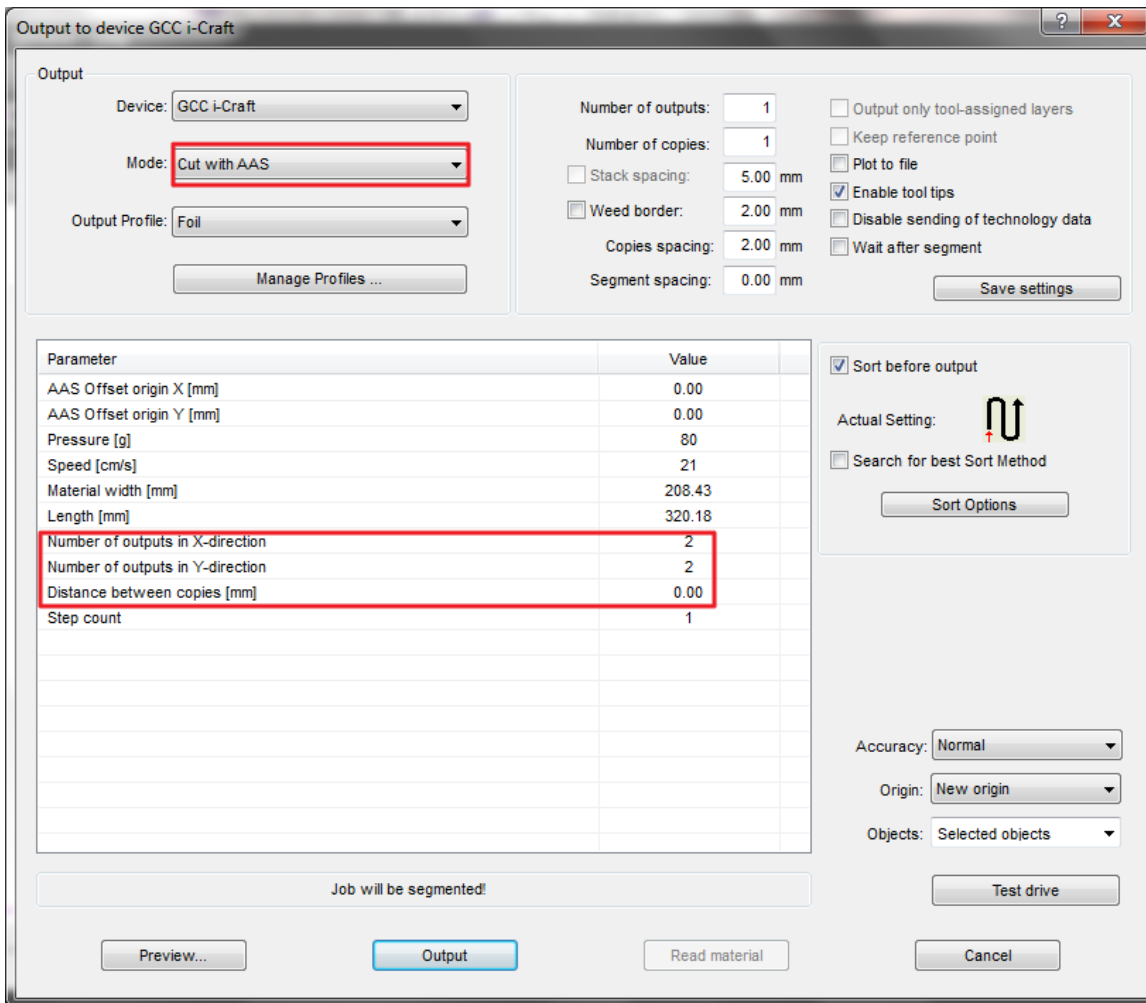 Output to device GCC i-Craft
Output
Device: GCC i-Craft
Mode: Cut with AAS
Output Profile: Foil
Manage Profiles ...
Number of outputs: 1
Number of copies: 1
Stack spacing: 5.00 mm
Weed border: 2.00 mm
Copies spacing: 2.00 mm
Segment spacing: 0.00 mm
Output only tool-assigned layers
Keep reference point
Plot to file
Enable tool tips
Disable sending of technology data
Wait after segment
Save settings
Parameter Value
AAS Offset origin X [mm] 0.00
AAS Offset origin Y [mm] 0.00
Pressure [g] 80
Speed [cm/s] 21
Material width [mm] 208.43
Length [mm] 320.18
Number of outputs in X-direction 2
Number of outputs in Y-direction 2
Distance between copies [mm] 0.00
Step count 1
Sort before output
Actual Setting:
Search for best Sort Method
Sort Options
Accuracy: Normal
Origin: New origin
Objects: Selected objects
Job will be segmented!
Test drive
Preview...
Output
Read material
Cancel